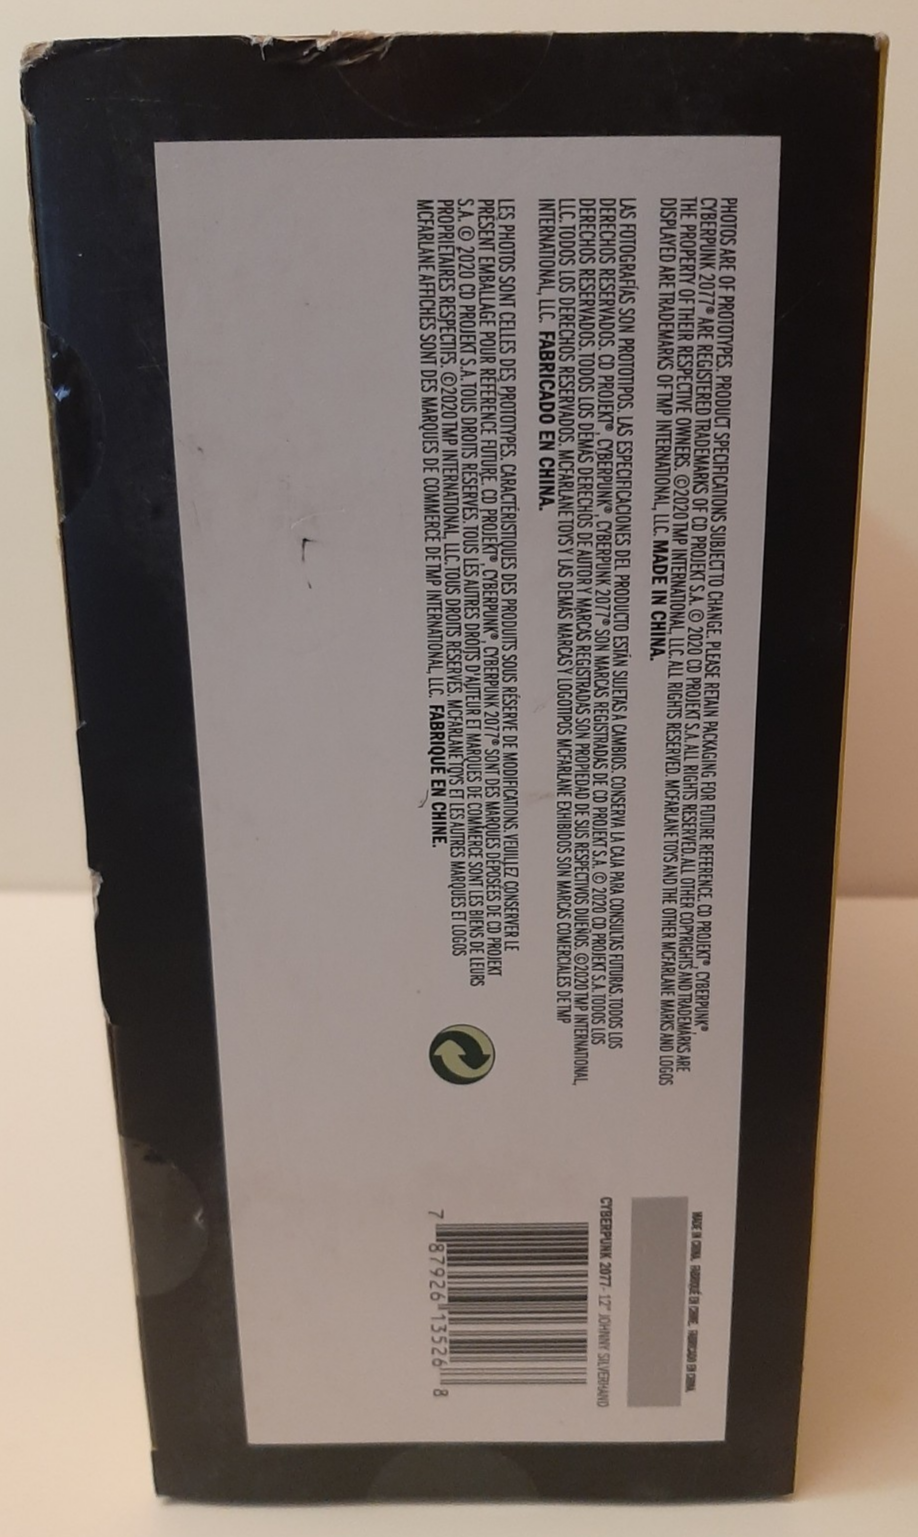 PHOTOS ARE OF PROTOTYPES. PRODUCT SPECIFICATIONS SUBJECT TO CHANGE. PLEASE RETAIN PACKAGING FOR FUTURE REFERENCE. CD PROJEKT®, CYBERPUNK®,
CYBERPUNK 2077® ARE REGISTERED TRADEMARKS OF CD PROJEKT S.A. © 2020 CD PROJEKT S.A. ALL RIGHTS RESERVED. ALL OTHER COPYRIGHTS AND TRADEMARKS ARE
THE PROPERTY OF THEIR RESPECTIVE OWNERS. ©2020 TMP INTERNATIONAL, LLC. ALL RIGHTS RESERVED. MCFARLANE TOYS AND THE OTHER MCFARLANE MARKS AND LOGOS
DISPLAYED ARE TRADEMARKS OF TMP INTERNATIONAL, LLC. MADE IN CHINA.
LAS FOTOGRAFÍAS SON PROTOTIPOS. LAS ESPECIFICACIONES DEL PRODUCTO ESTÁN SUJETAS A CAMBIOS. CONSERVA LA CAJA PARA CONSULTAS FUTURAS. TODOS LOS
DERECHOS RESERVADOS. CD PROJEKT®, CYBERPUNK®, CYBERPUNK 2077® SON MARCAS REGISTRADAS DE CD PROJEKT S.A. © 2020 CD PROJEKT S.A. TODOS LOS
DERECHOS RESERVADOS. TODOS LOS DEMÁS DERECHOS DE AUTOR Y MARCAS REGISTRADAS SON PROPIEDAD DE SUS RESPECTIVOS DUEÑOS. ©2020 TMP INTERNATIONAL,
LLC. TODOS LOS DERECHOS RESERVADOS. MCFARLANE TOYS Y LAS DEMÁS MARCAS Y LOGOTIPOS MCFARLANE EXHIBIDOS SON MARCAS COMERCIALES DE TMP
INTERNATIONAL, LLC. FABRICADO EN CHINA.
LES PHOTOS SONT CELLES DES PROTOTYPES. CARACTÉRISTIQUES DES PRODUITS SOUS RÉSERVE DE MODIFICATIONS. VEUILLEZ CONSERVER LE
PRÉSENT EMBALLAGE POUR RÉFÉRENCE FUTURE. CD PROJEKT®, CYBERPUNK®, CYBERPUNK 2077® SONT DES MARQUES DÉPOSÉES DE CD PROJEKT
S.A. © 2020 CD PROJEKT S.A. TOUS DROITS RÉSERVÉS. TOUS LES AUTRES DROITS D'AUTEUR ET MARQUES DE COMMERCE SONT LES BIENS DE LEURS
PROPRIÉTAIRES RESPECTIFS. ©2020 TMP INTERNATIONAL, LLC. TOUS DROITS RÉSERVÉS. MCFARLANE TOYS ET LES AUTRES MARQUES ET LOGOS
MCFARLANE AFFICHÉS SONT DES MARQUES DE COMMERCE DE TMP INTERNATIONAL, LLC. FABRIQUÉ EN CHINE.
MADE IN CHINA. FABRIQUÉ EN CHINE. FABRICADO EN CHINA.
CYBERPUNK 2077- 12" JOHNNY SILVERHAND
7 87926 13526 8